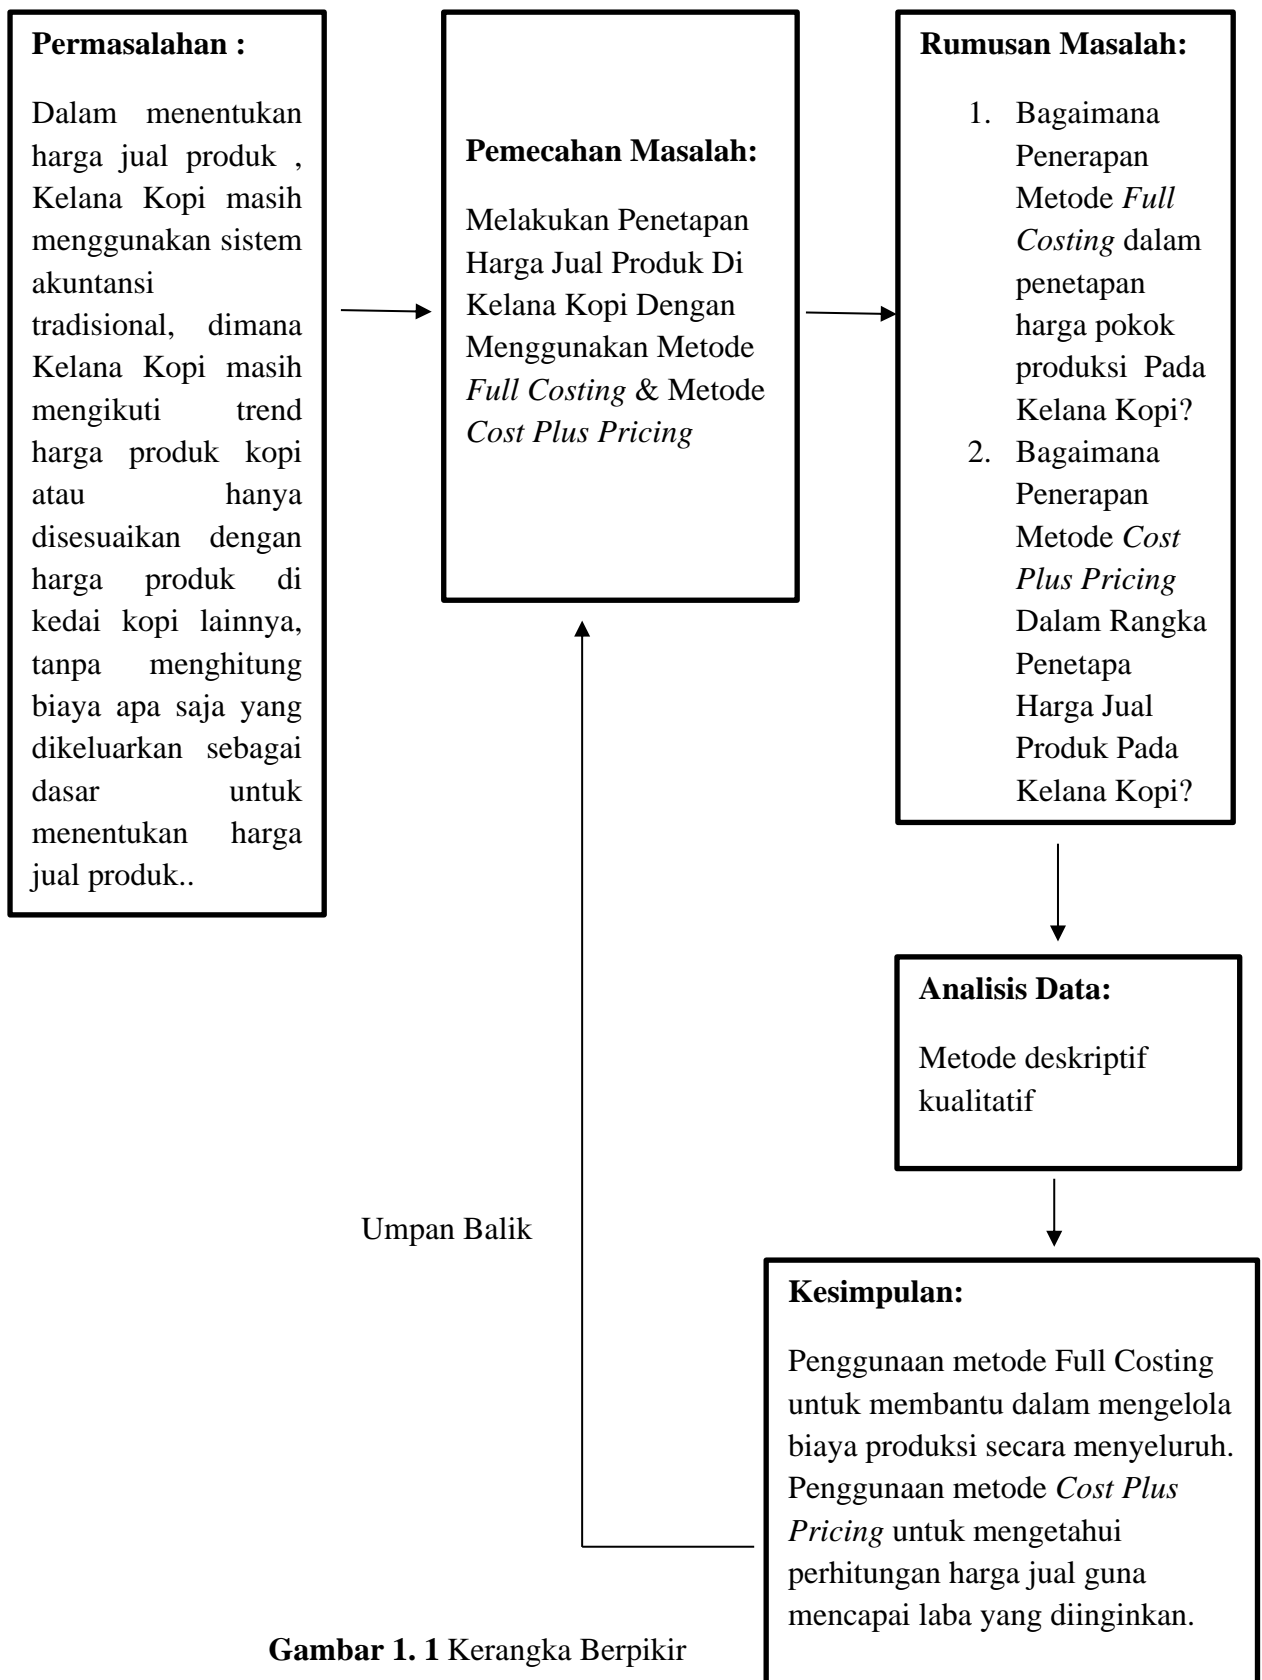 Permasalahan :
Dalam menentukan
harga jual produk ,
Kelana Kopi masih
menggunakan sistem
akuntansi
tradisional, dimana
Kelana Kopi masih
mengikuti trend
harga produk kopi
atau hanya
disesuaikan dengan
harga produk di
kedai kopi lainnya,
tanpa menghitung
biaya apa saja yang
dikeluarkan sebagai
dasar untuk
menentukan harga
jual produk..
Pemecahan Masalah:
Melakukan Penetapan
Harga Jual Produk Di
Kelana Kopi Dengan
Menggunakan Metode
Full Costing & Metode
Cost Plus Pricing
Rumusan Masalah:
1. Bagaimana
Penerapan
Metode Full
Costing dalam
penetapan
harga pokok
produksi Pada
Kelana Kopi?
2. Bagaimana
Penerapan
Metode Cost
Plus Pricing
Dalam Rangka
Penetapa
Harga Jual
Produk Pada
Kelana Kopi?
Analisis Data:
Metode deskriptif
kualitatif
Umpan Balik
Kesimpulan:
Penggunaan metode Full Costing
untuk membantu dalam mengelola
biaya produksi secara menyeluruh.
Penggunaan metode Cost Plus
Pricing untuk mengetahui
perhitungan harga jual guna
mencapai laba yang diinginkan.
Gambar 1. 1 Kerangka Berpikir